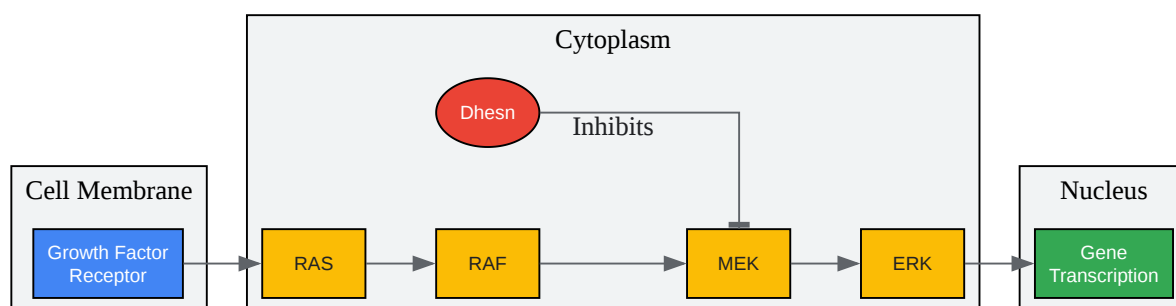 Cytoplasm
Dhesn
Inhibits
Cell Membrane
Nucleus
Growth Factor
Receptor
RAS
RAF
MEK
ERK
Gene
Transcription